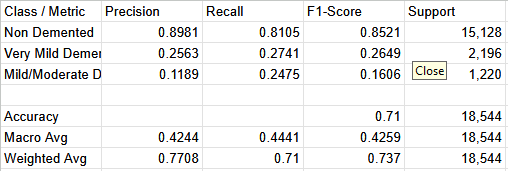 Class / Metric Precision Recall F1-Score Support
Non Demented 0.8981 0.8105 0.8521 15,128
Very Mild Demen 0.2563 0.2741 0.2649 2,196
Mild/Moderate D 0.1189 0.2475 0.1606 1,220
Close
Accuracy 0.71 18,544
Macro Avg 0.4244 0.4441 0.4259 18,544
Weighted Avg 0.7708 0.71 0.737 18,544